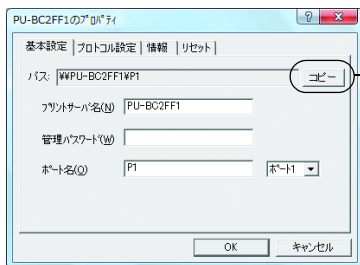 PU-BC2FF1のﾌﾟﾛﾊﾟﾃｨ
基本設定 プロトコル設定 情報 リセット
パス: ¥¥PU-BC2FF1¥P1 コピー
ﾌﾟﾘﾝﾄｻｰﾊﾞ名(N) PU-BC2FF1
管理ﾊﾟｽﾜｰﾄﾞ(W)
ﾎﾟｰﾄ名(O) P1 ﾎﾟｰﾄ1
OK キャンセル